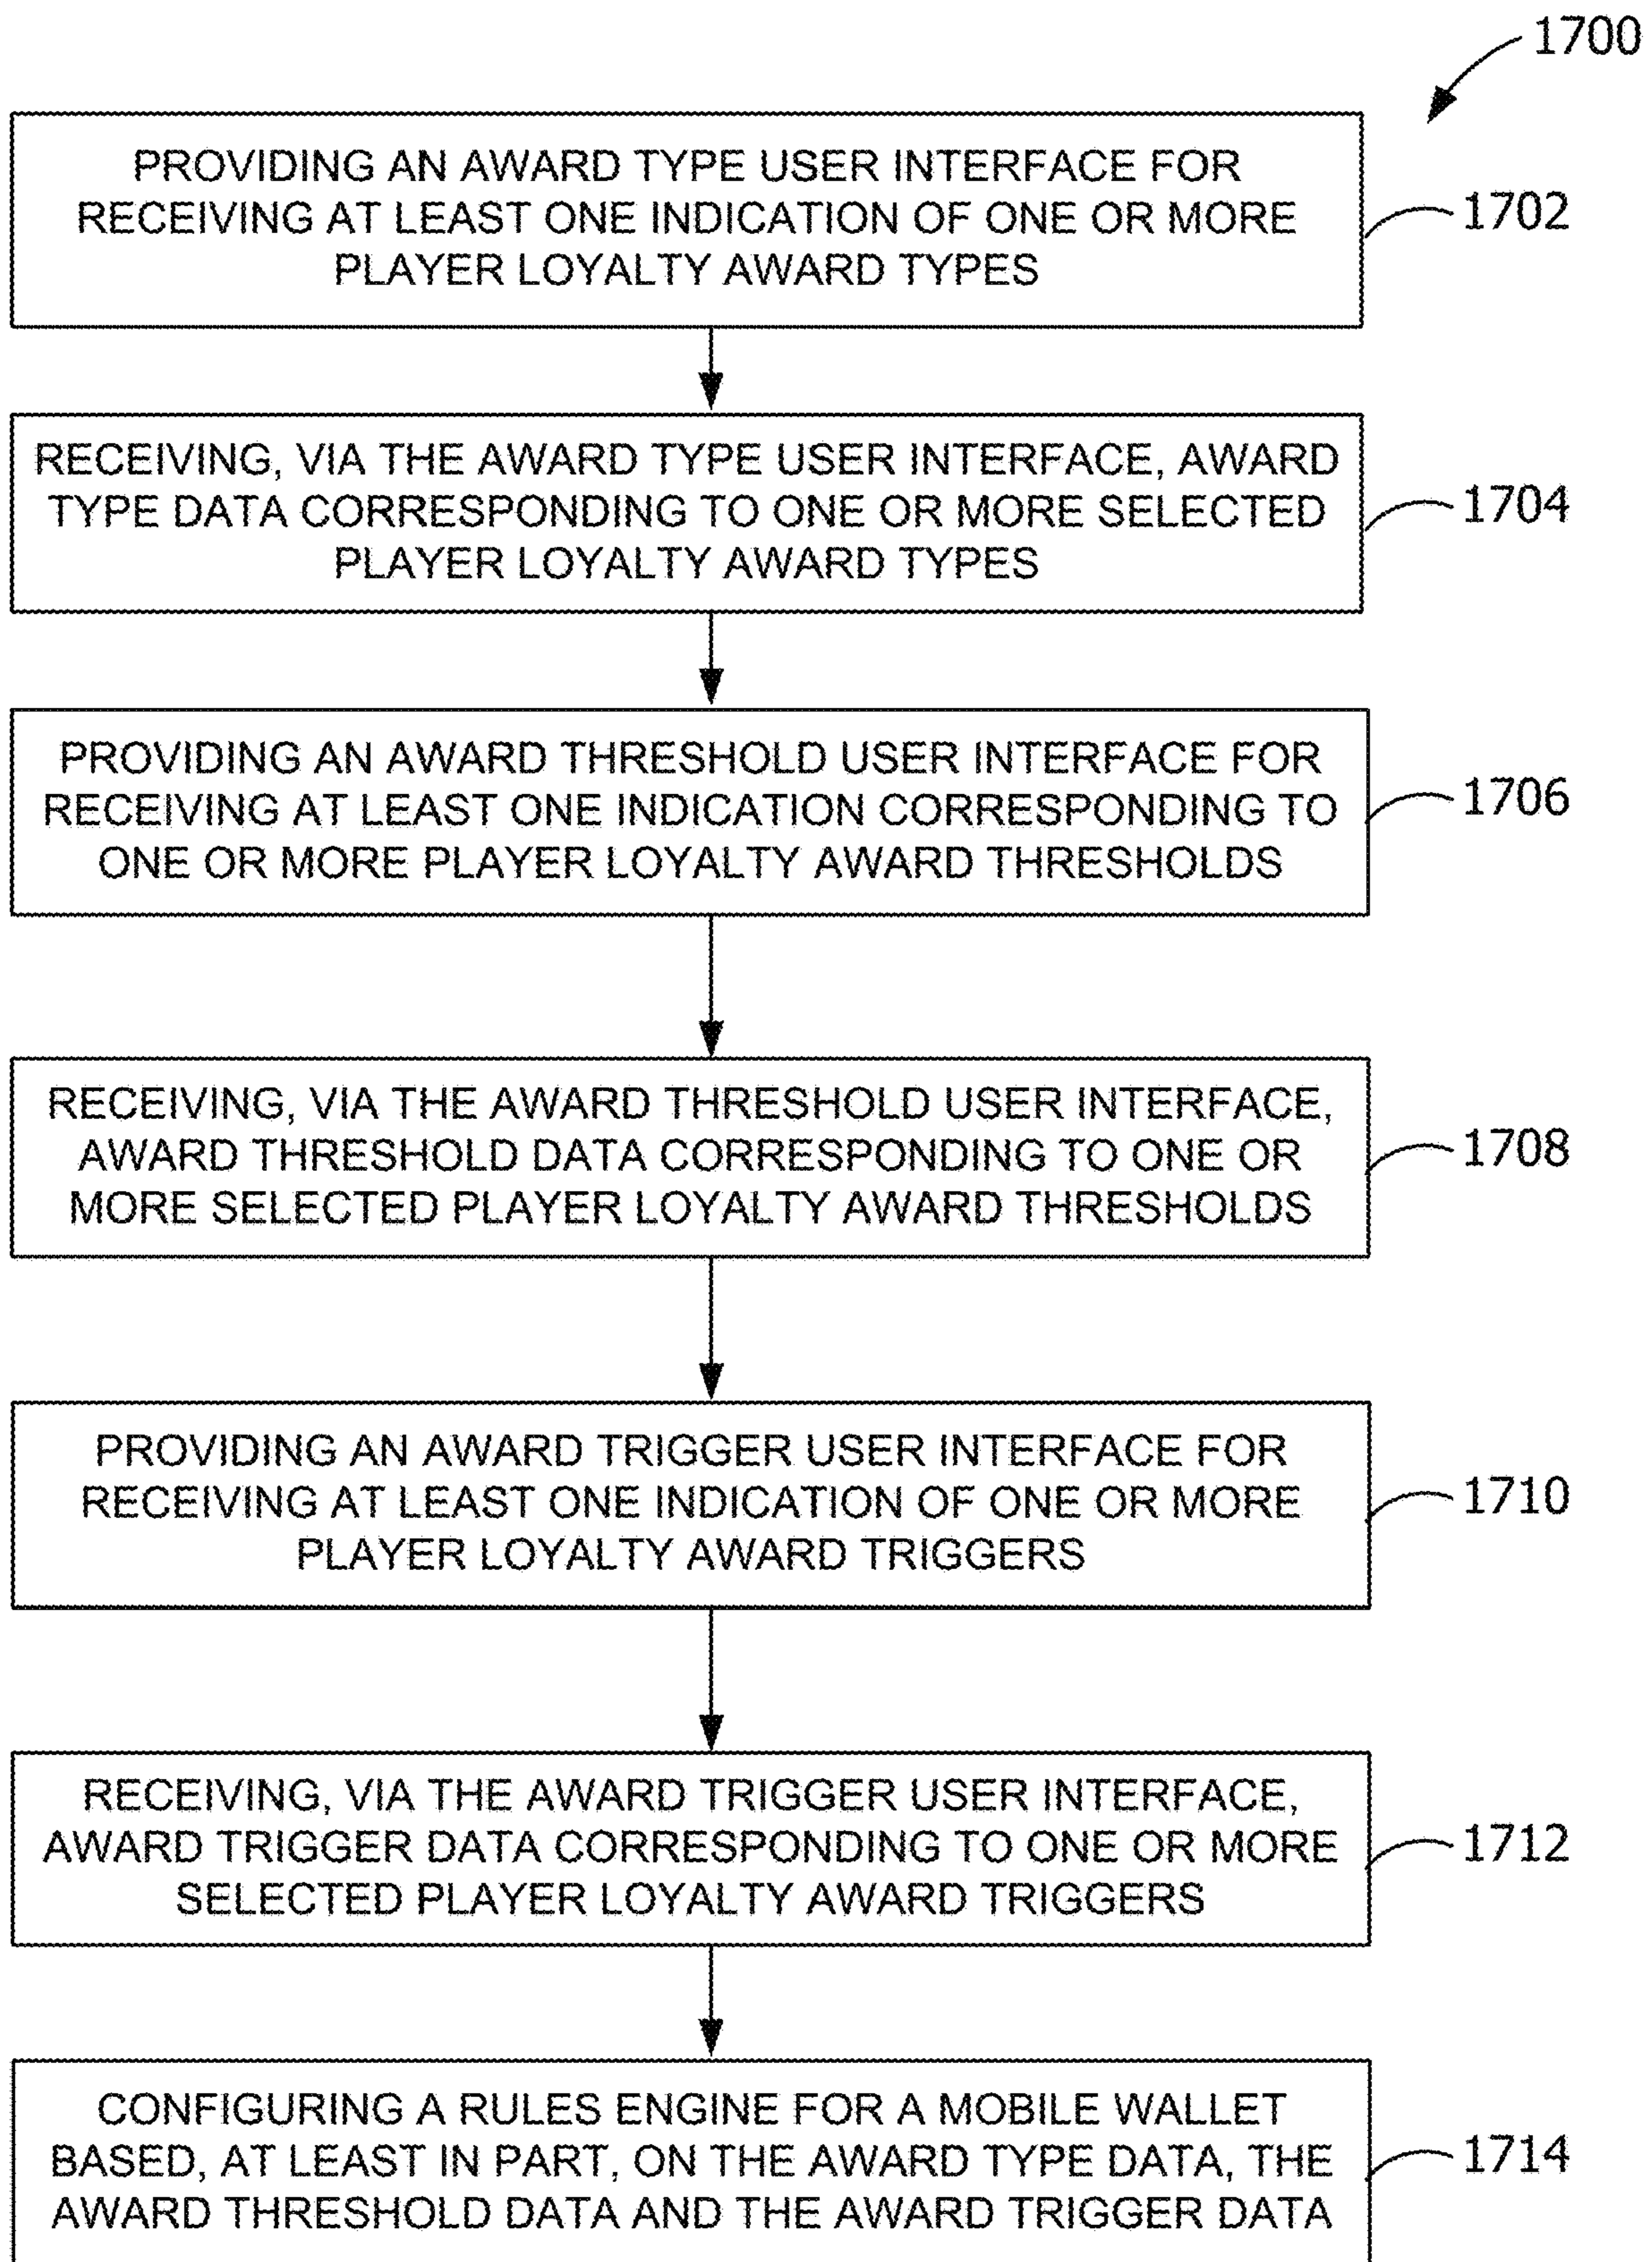 1700
PROVIDING AN AWARD TYPE USER INTERFACE FOR
RECEIVING AT LEAST ONE INDICATION OF ONE OR MORE
PLAYER LOYALTY AWARD TYPES
1702
RECEIVING, VIA THE AWARD TYPE USER INTERFACE, AWARD
TYPE DATA CORRESPONDING TO ONE OR MORE SELECTED
PLAYER LOYALTY AWARD TYPES
1704
PROVIDING AN AWARD THRESHOLD USER INTERFACE FOR
RECEIVING AT LEAST ONE INDICATION CORRESPONDING TO
ONE OR MORE PLAYER LOYALTY AWARD THRESHOLDS
1706
RECEIVING, VIA THE AWARD THRESHOLD USER INTERFACE,
AWARD THRESHOLD DATA CORRESPONDING TO ONE OR
MORE SELECTED PLAYER LOYALTY AWARD THRESHOLDS
1708
PROVIDING AN AWARD TRIGGER USER INTERFACE FOR
RECEIVING AT LEAST ONE INDICATION OF ONE OR MORE
PLAYER LOYALTY AWARD TRIGGERS
1710
RECEIVING, VIA THE AWARD TRIGGER USER INTERFACE,
AWARD TRIGGER DATA CORRESPONDING TO ONE OR MORE
SELECTED PLAYER LOYALTY AWARD TRIGGERS
1712
CONFIGURING A RULES ENGINE FOR A MOBILE WALLET
BASED, AT LEAST IN PART, ON THE AWARD TYPE DATA, THE
AWARD THRESHOLD DATA AND THE AWARD TRIGGER DATA
1714